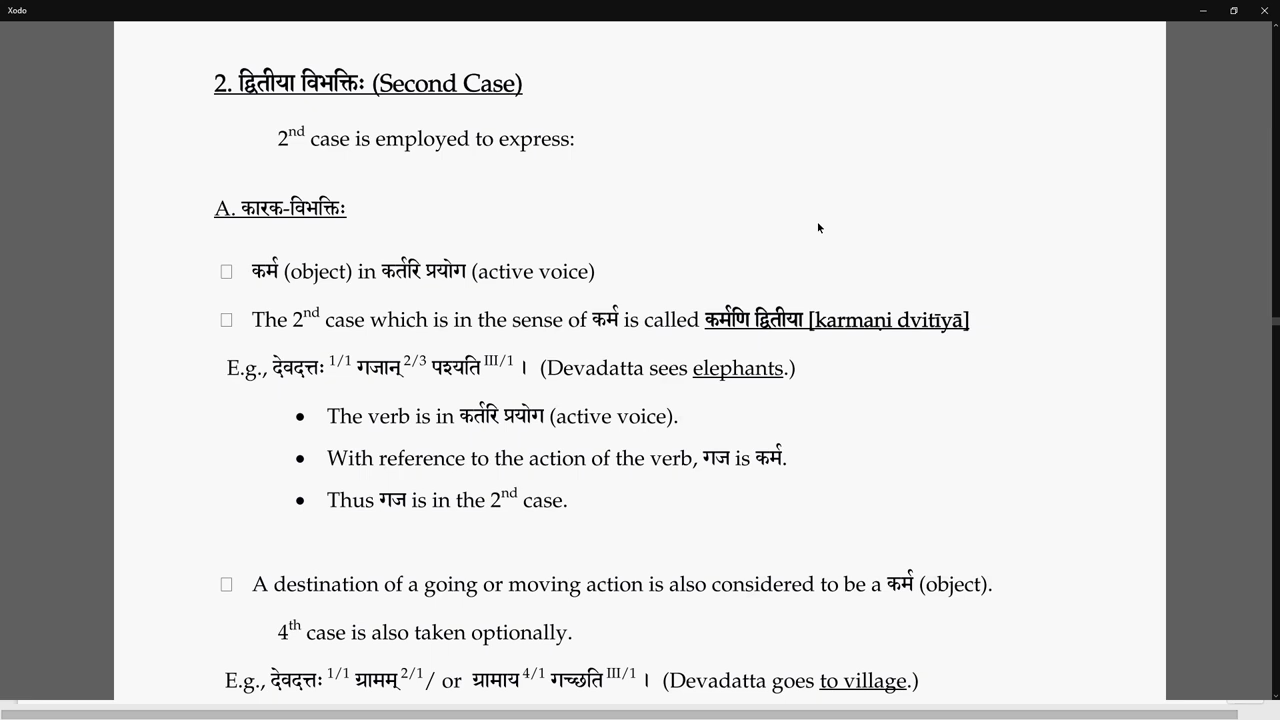 Xodo
2. द्वितीया विभक्तिः (Second Case)
2nd case is employed to express:
A. कारक-विभक्तिः
कर्म (object) in कर्तरि प्रयोग (active voice)
The 2nd case which is in the sense of कर्म is called कर्मणि द्वितीया [karmaṇi dvitīyā]
E.g., देवदत्तः 1/1 गजान् 2/3 पश्यति III/1 । (Devadatta sees elephants.)
• The verb is in कर्तरि प्रयोग (active voice).
• With reference to the action of the verb, गज is कर्म.
• Thus गज is in the 2nd case.
A destination of a going or moving action is also considered to be a कर्म (object).
4th case is also taken optionally.
E.g., देवदत्तः 1/1 ग्रामम् 2/1/ or ग्रामाय 4/1 गच्छति III/1 । (Devadatta goes to village.)